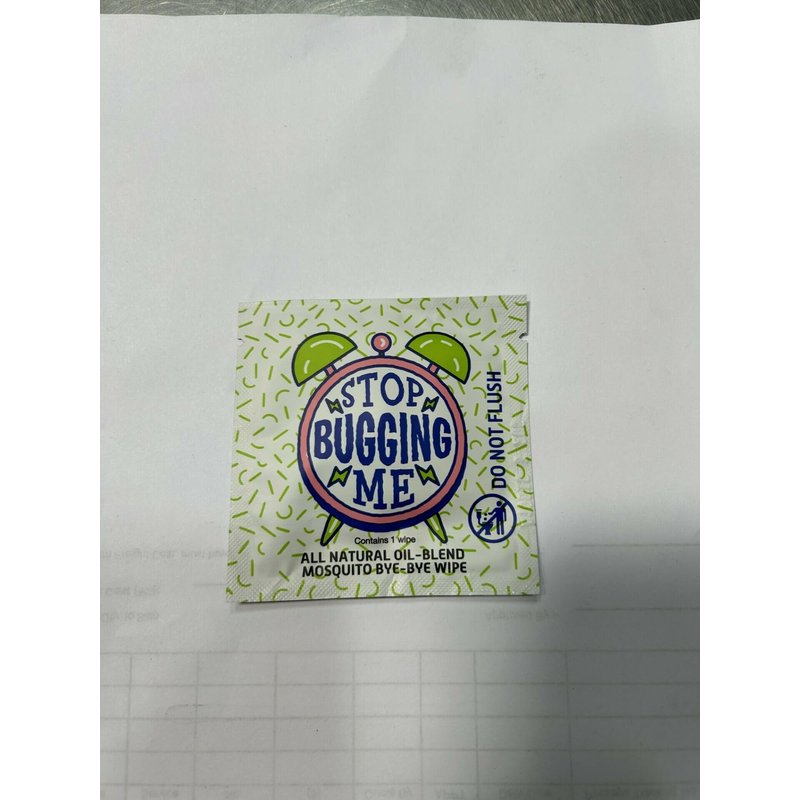 STOP
BUGGING
ME
DO NOT FLUSH
Contains 1 wipe
ALL NATURAL OIL-BLEND
MOSQUITO BYE-BYE WIPE